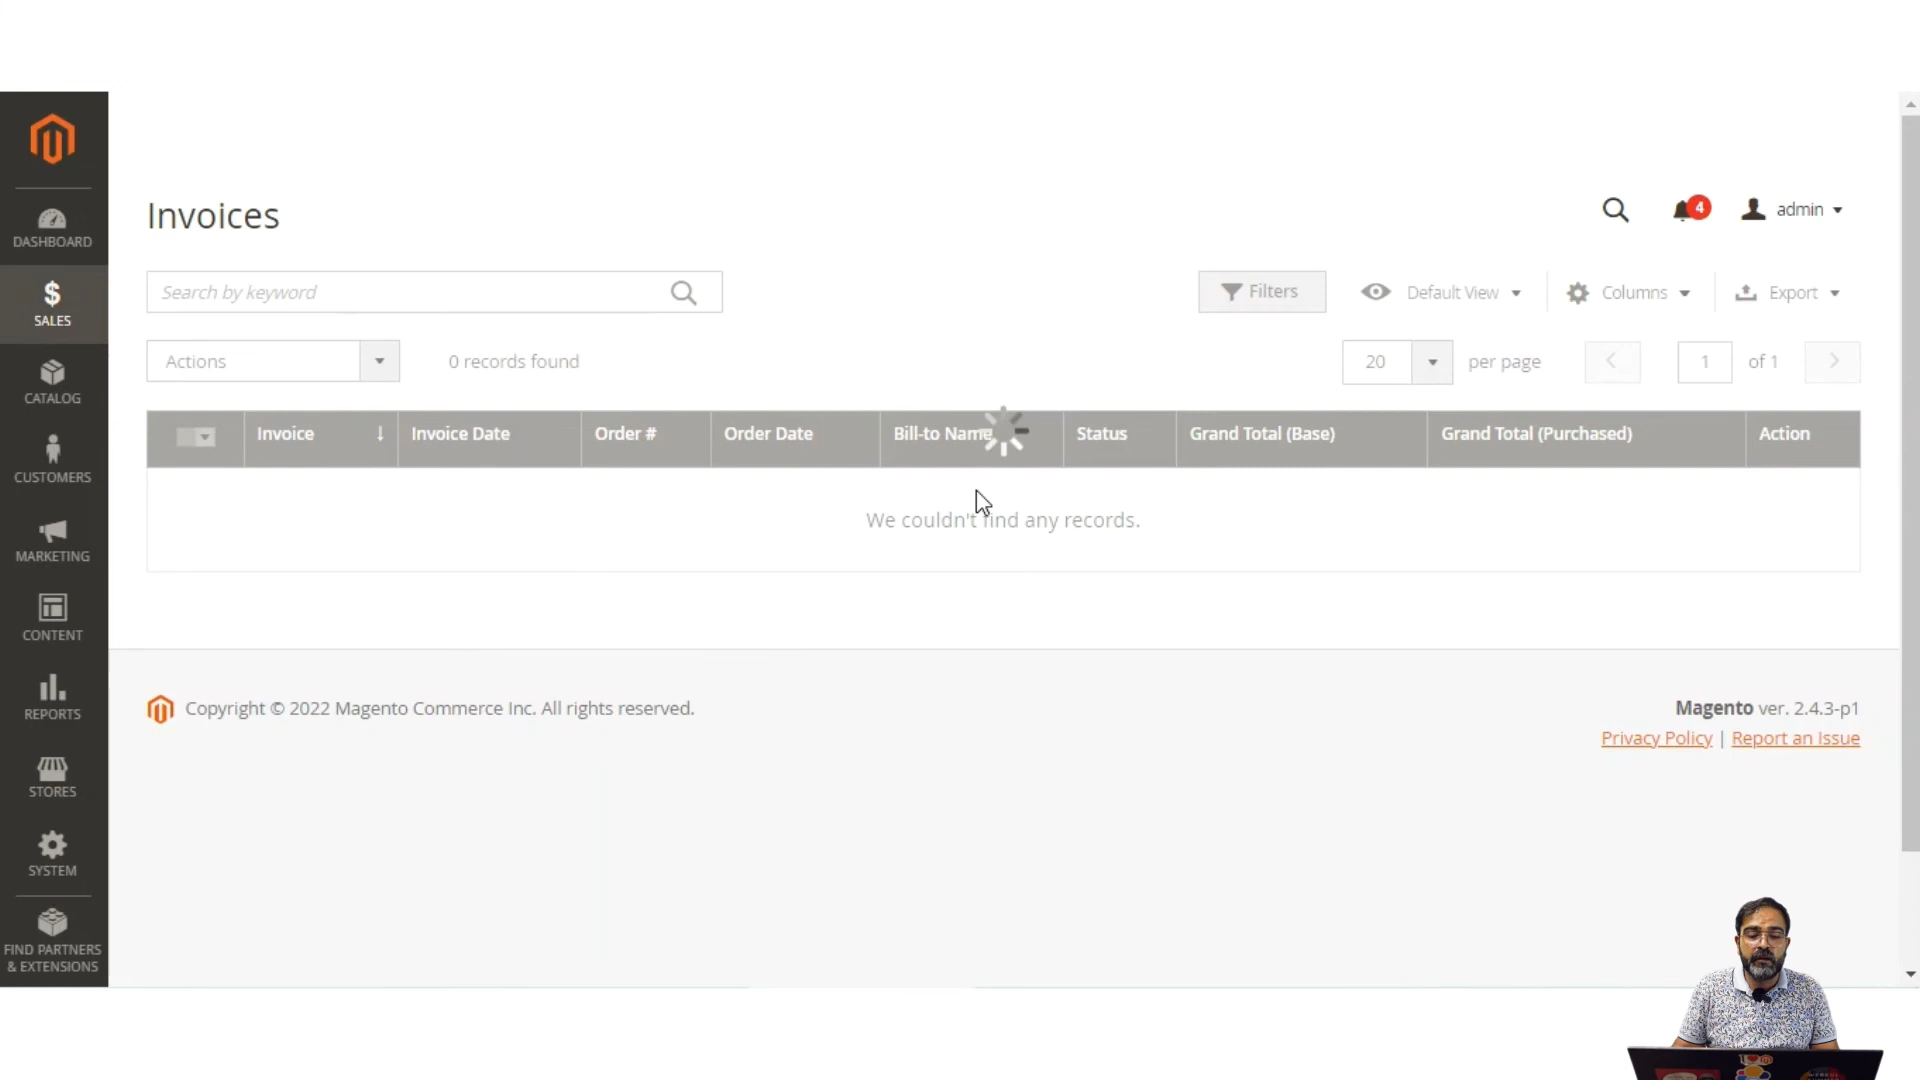 Invoices
4
admin
Search by keyword
Filters
Default View
Columns
Export
Actions
0 records found
20
per page
1
of 1
Invoice
Invoice Date
Order #
Order Date
Bill-to Name
Status
Grand Total (Base)
Grand Total (Purchased)
Action
We couldn't find any records.
DASHBOARD
$
SALES
CATALOG
CUSTOMERS
MARKETING
CONTENT
REPORTS
STORES
SYSTEM
FIND PARTNERS
& EXTENSIONS
Copyright © 2022 Magento Commerce Inc. All rights reserved.
Magento ver. 2.4.3-p1
Privacy Policy | Report an Issue